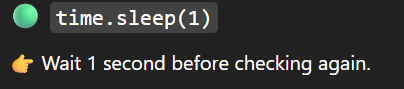 time.sleep(1)
👉 Wait 1 second before checking again.